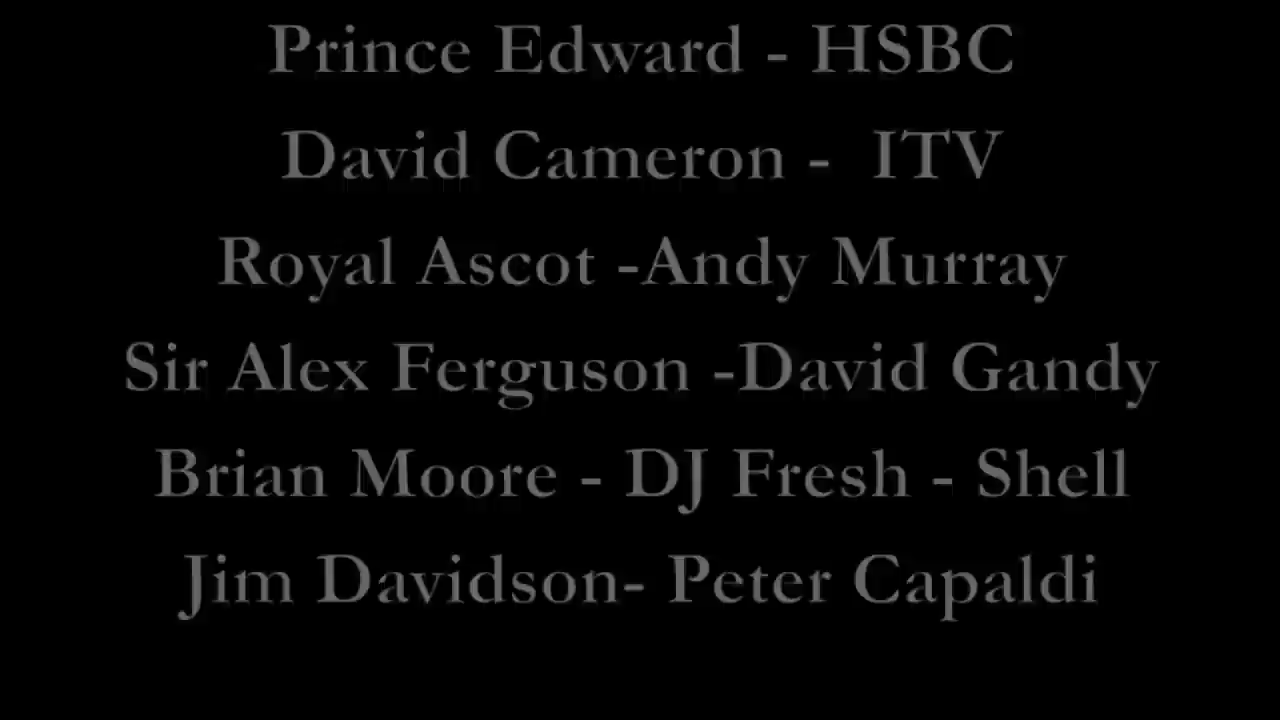 Prince Edward - HSBC
David Cameron - ITV
Royal Ascot -Andy Murray
Sir Alex Ferguson -David Gandy
Brian Moore - DJ Fresh - Shell
Jim Davidson- Peter Capaldi